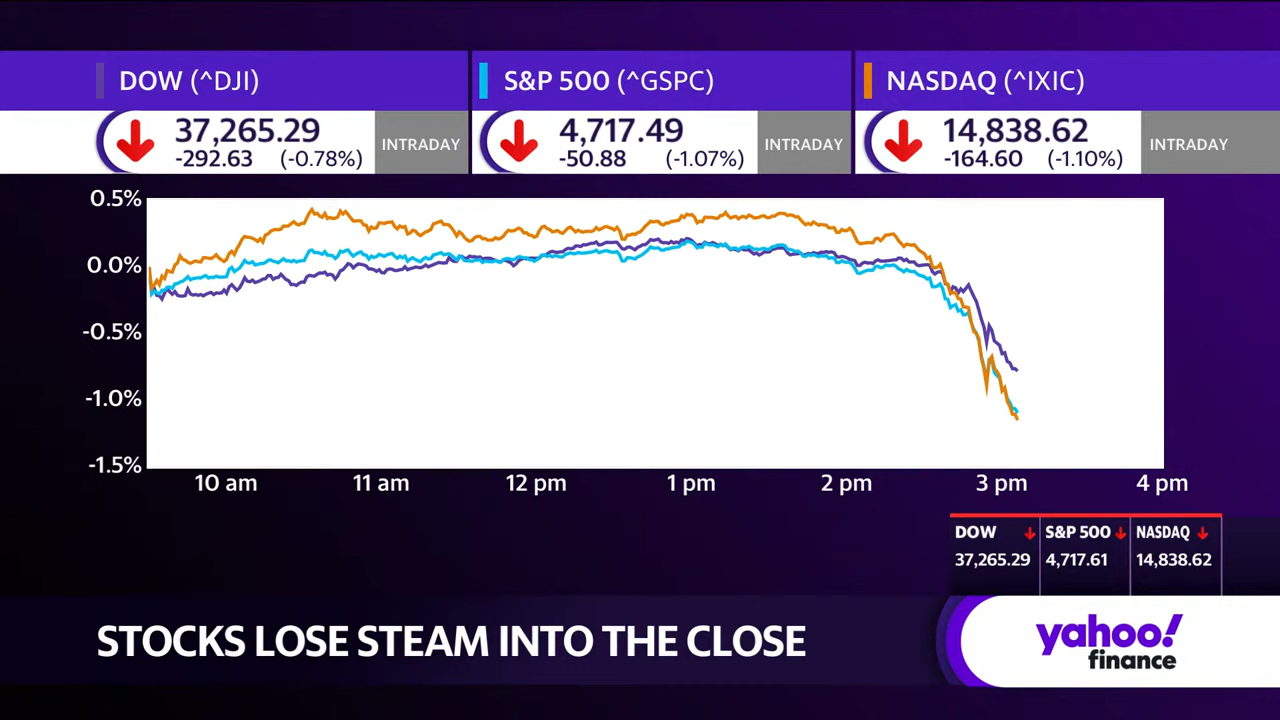 DOW (^DJI)
37,265.29
-292.63 (-0.78%)
INTRADAY
S&P 500 (^GSPC)
4,717.49
-50.88 (-1.07%)
INTRADAY
NASDAQ (^IXIC)
14,838.62
-164.60 (-1.10%)
INTRADAY
0.5%
0.0%
-0.5%
-1.0%
-1.5%
10 am 11 am 12 pm 1 pm 2 pm 3 pm 4 pm
DOW S&P 500 NASDAQ
37,265.29 4,717.61 14,838.62
STOCKS LOSE STEAM INTO THE CLOSE
yahoo!
finance